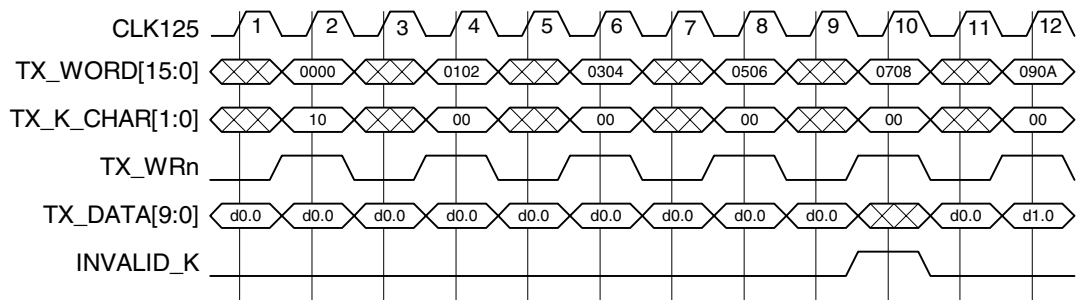 CLK125 1 2 3 4 5 6 7 8 9 10 11 12
TX_WORD[15:0] 0000 0102 0304 0506 0708 090A
TX_K_CHAR[1:0] 10 00 00 00 00 00
TX_WRn
TX_DATA[9:0] d0.0 d0.0 d0.0 d0.0 d0.0 d0.0 d0.0 d0.0 d0.0 d0.0 d1.0
INVALID_K